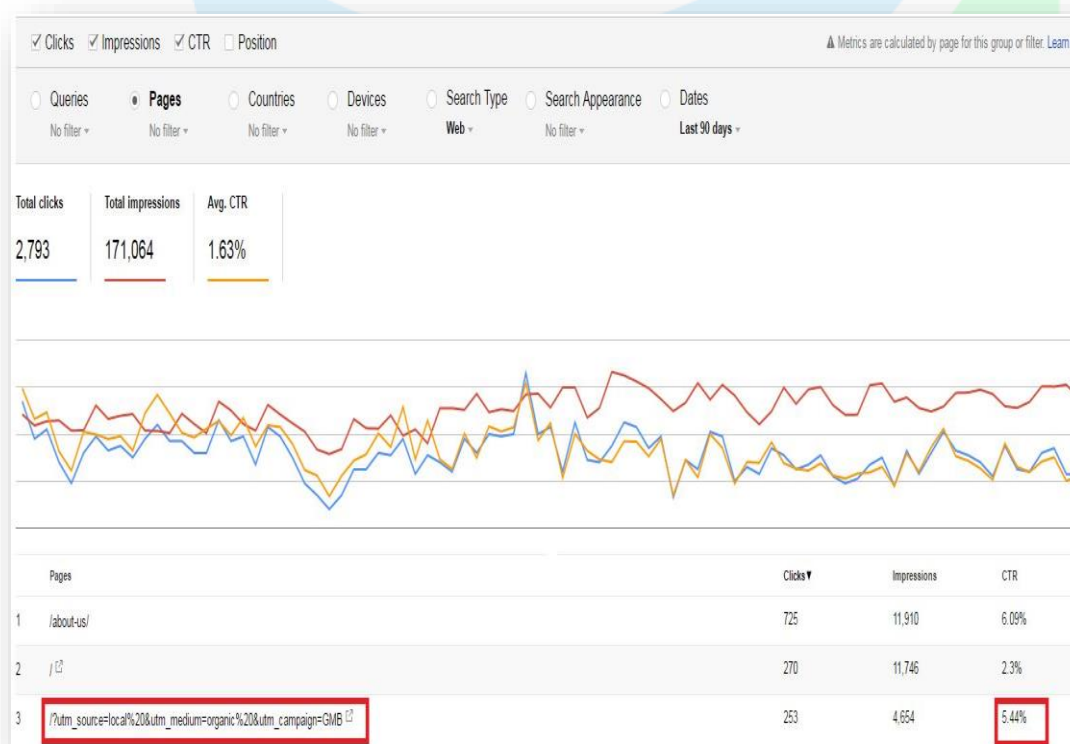 Clicks Impressions CTR Position Metrics are calculated by page for this group or filter. Learn
Queries Pages Countries Devices Search Type Search Appearance Dates
No filter No filter No filter No filter Web No filter Last 90 days
Total clicks Total impressions Avg. CTR
2,793 171,064 1.63%
Pages Clicks▼ Impressions CTR
1 /about-us/ 725 11,910 6.09%
2 / 270 11,746 2.3%
3 /?utm_source=local%20&utm_medium=organic%20&utm_campaign=GMB 253 4,654 5.44%